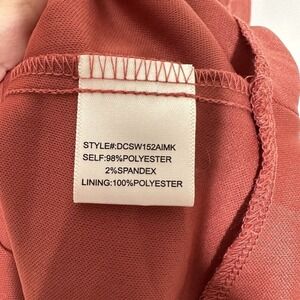 STYLE#:DCSW152AIMK
SELF:98%POLYESTER
2%SPANDEX
LINING:100%POLYESTER